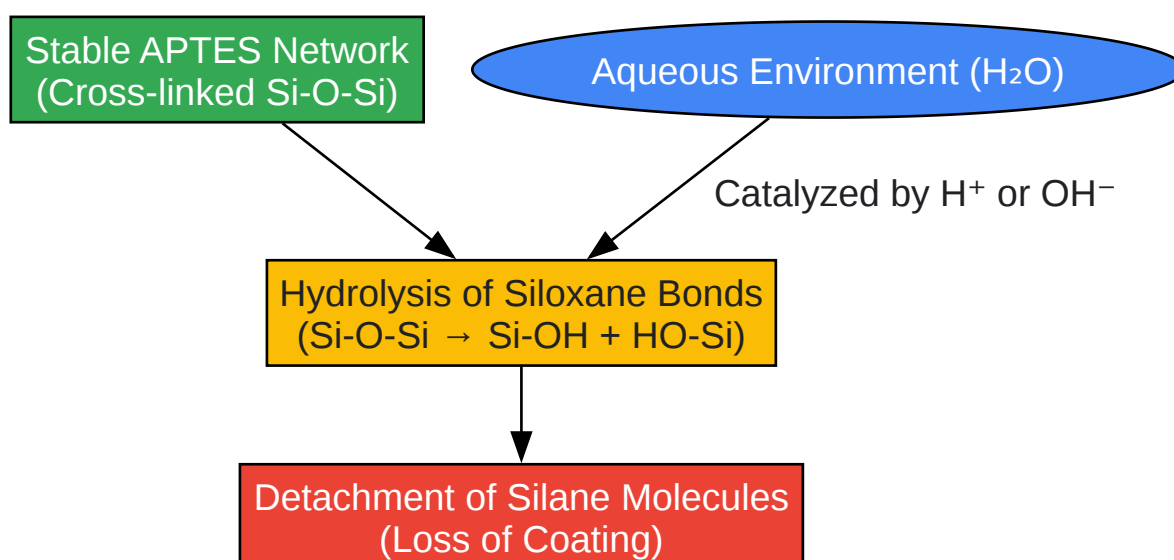 Stable APTES Network
(Cross-linked Si-O-Si)
Aqueous Environment (H₂O)
Catalyzed by H⁺ or OH⁻
Hydrolysis of Siloxane Bonds
(Si-O-Si → Si-OH + HO-Si)
Detachment of Silane Molecules
(Loss of Coating)